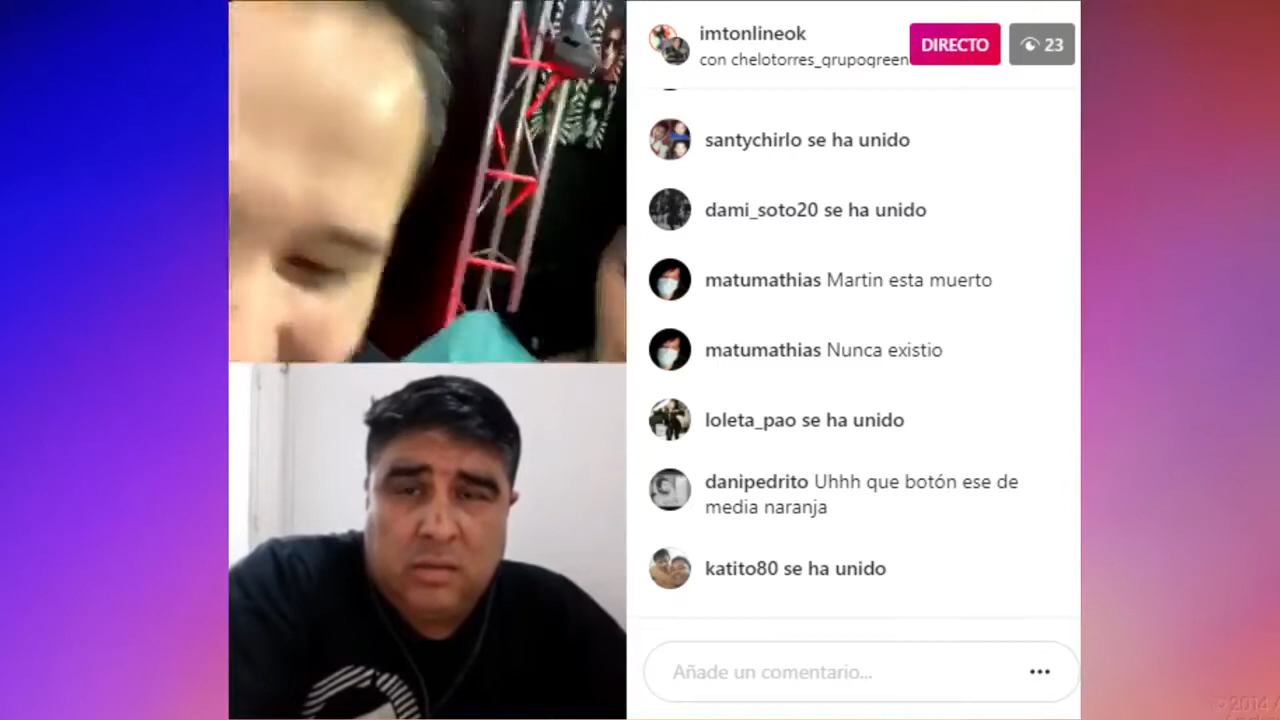 imtonlineok
con chelotorres_grupogreen
DIRECTO
23
santychirlo se ha unido
dami_soto20 se ha unido
matumathias Martin esta muerto
matumathias Nunca existio
loleta_pao se ha unido
danipedrito Uhhh que botón ese de
media naranja
katito80 se ha unido
Añade un comentario...
© 2014